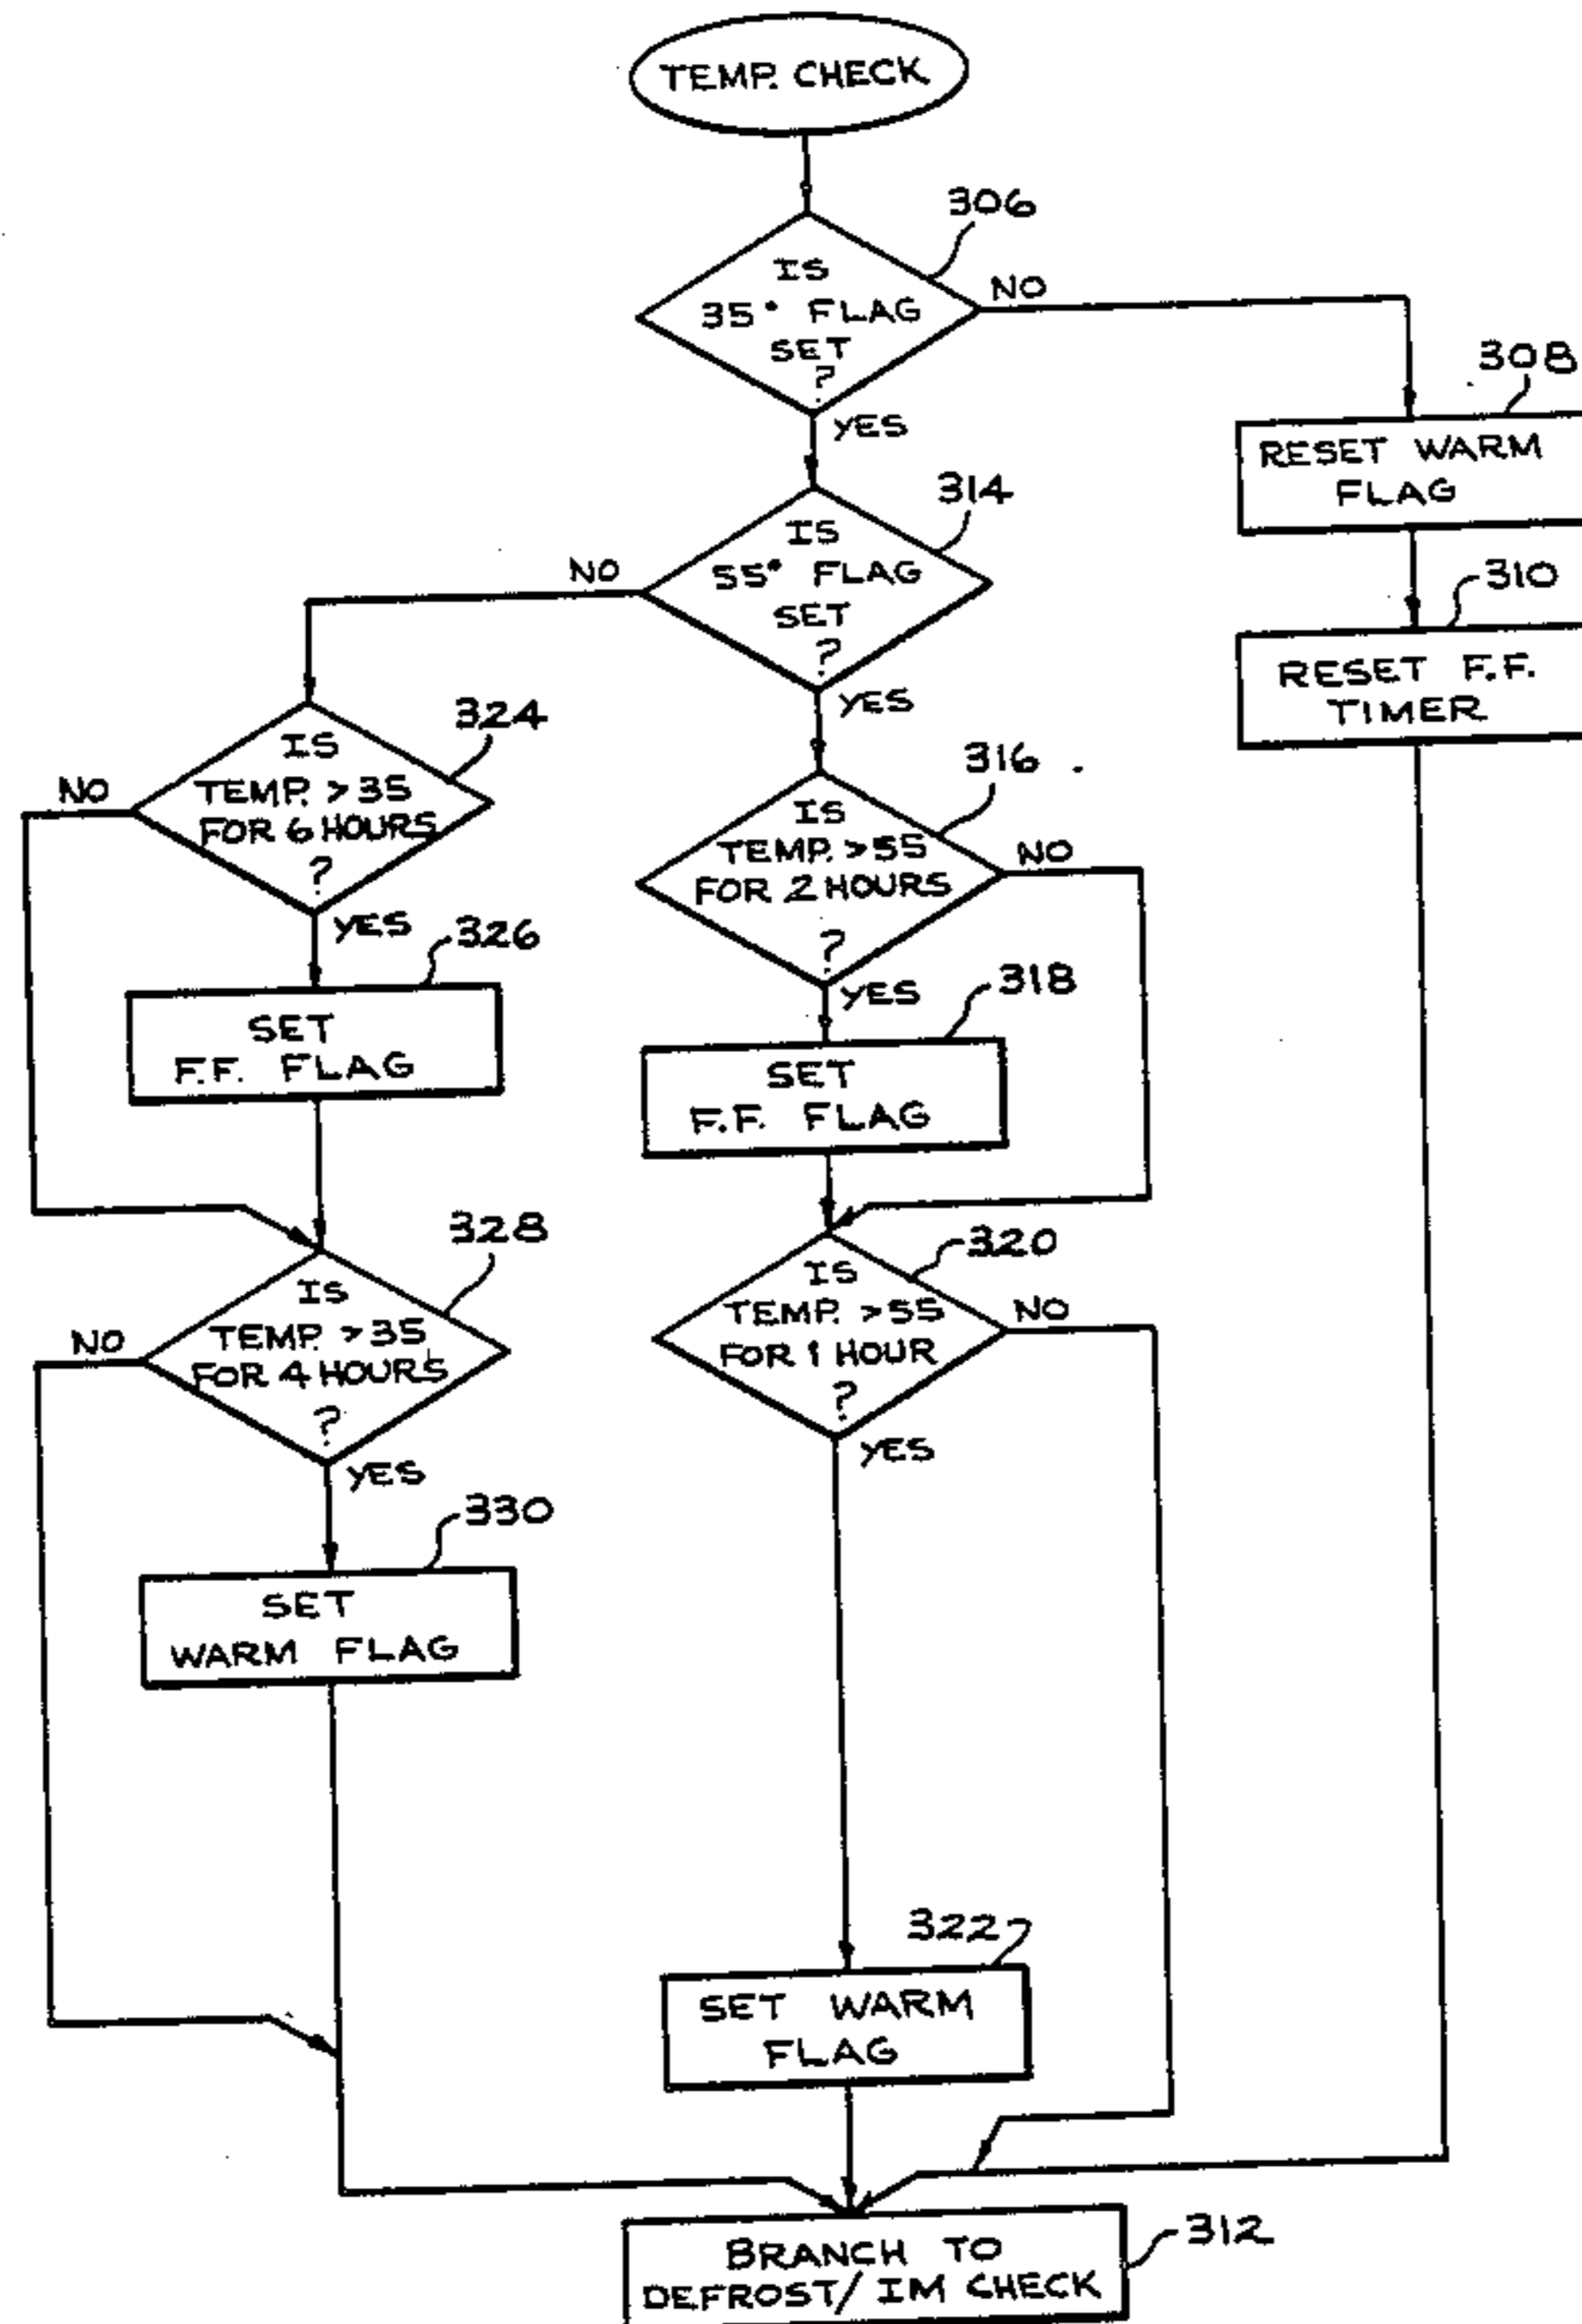 TEMP. CHECK
306
IS
35° FLAG
SET
?
NO
YES
308
RESET WARM
FLAG
310
RESET F.F.
TIMER
314
IS
55° FLAG
SET
?
NO
YES
324
IS
TEMP. > 35
FOR 6 HOURS
?
NO
YES
326
SET
F.F. FLAG
316
IS
TEMP. > 55
FOR 2 HOURS
?
NO
YES
318
SET
F.F. FLAG
328
IS
TEMP. > 35
FOR 4 HOURS
?
NO
YES
330
SET
WARM FLAG
320
IS
TEMP. > 55
FOR 1 HOUR
?
NO
YES
322
SET WARM
FLAG
312
BRANCH TO
DEFROST/ IM CHECK